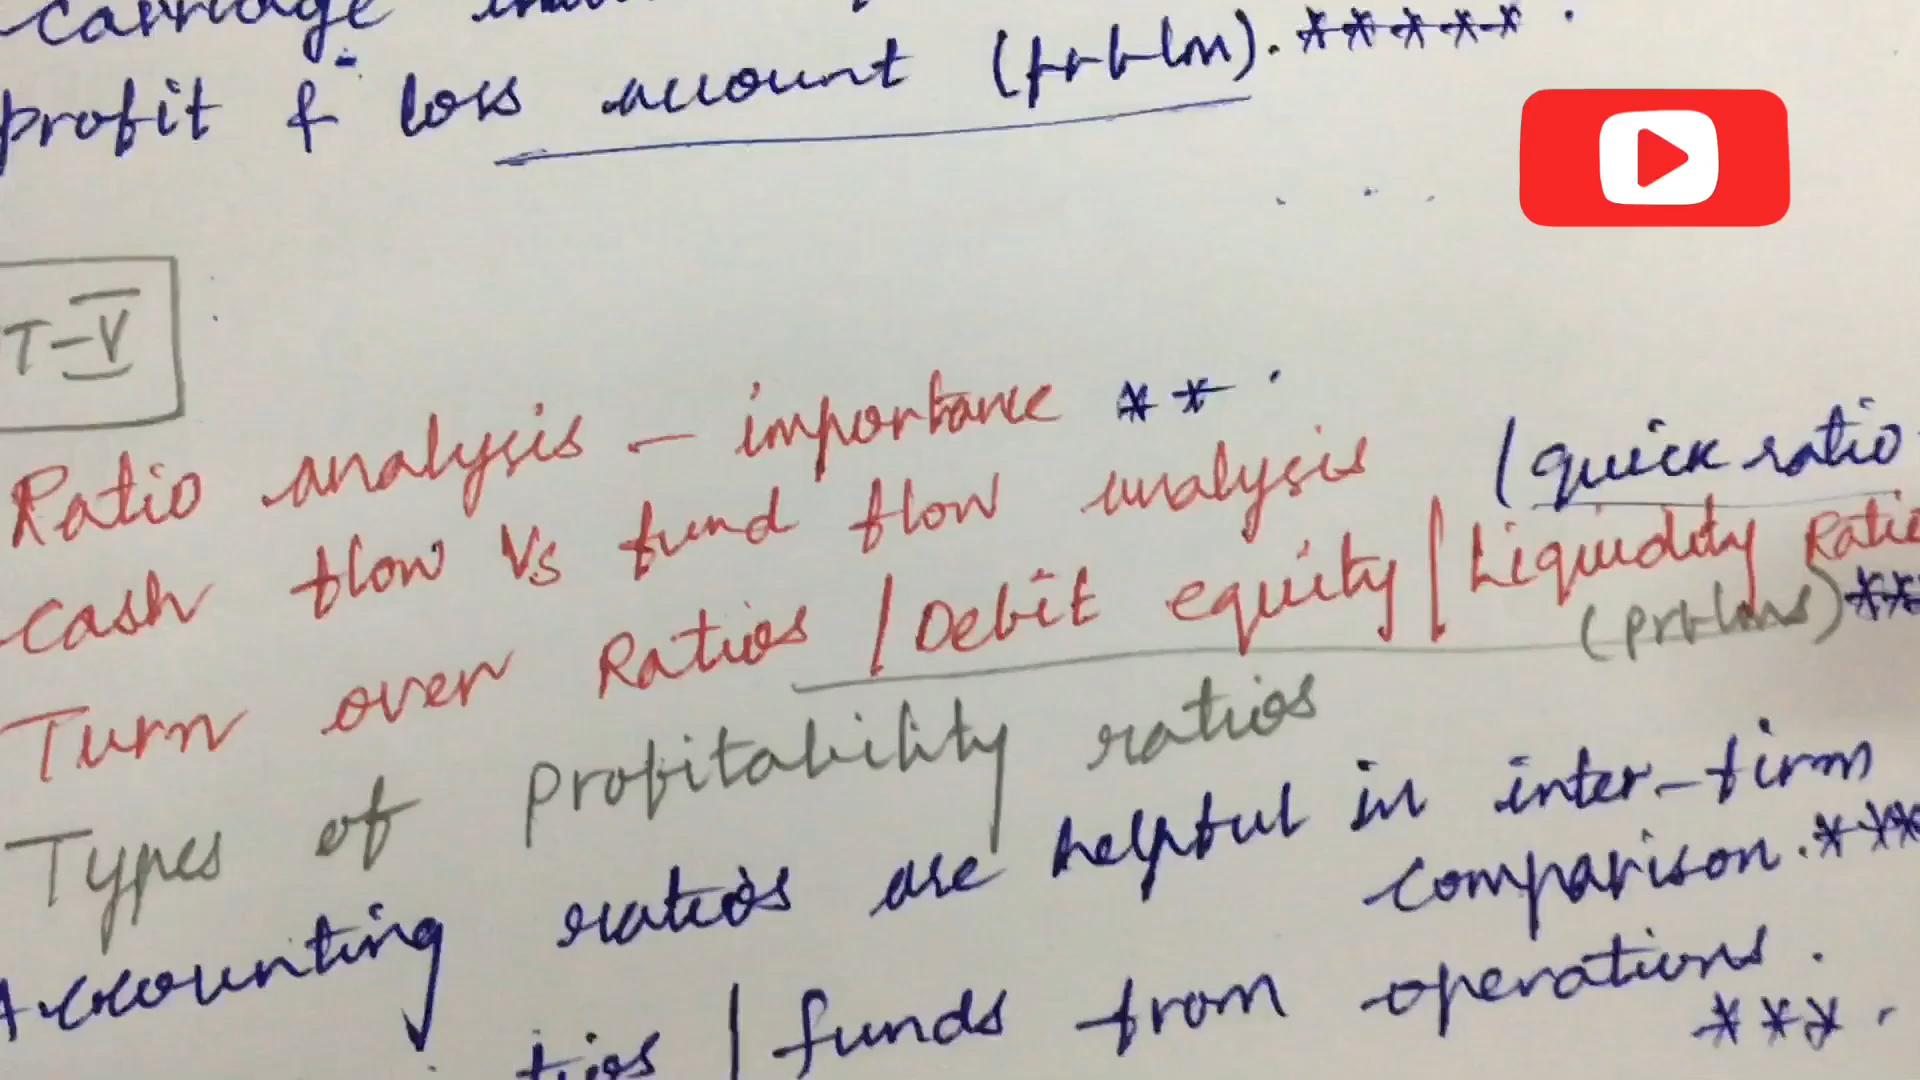 carriage
profit & loss account (prblm). *****.
T-V
Ratio analysis - importance **.
cash flow Vs fund flow analysis
(quick ratio
Turn over Ratios / Debit equity / Liquidity Ratio
(prblms) **
Types of profitability ratios
Accounting ratios are helpful in inter-firm
comparison. ***
/ funds from operations.
***.